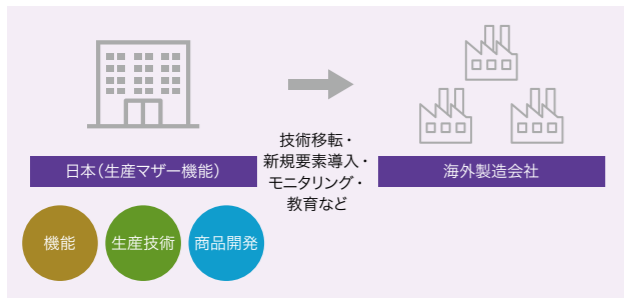 日本(生産マザー機能)
技術移転・
新規要素導入・
モニタリング・
教育など
海外製造会社
機能
生産技術
商品開発